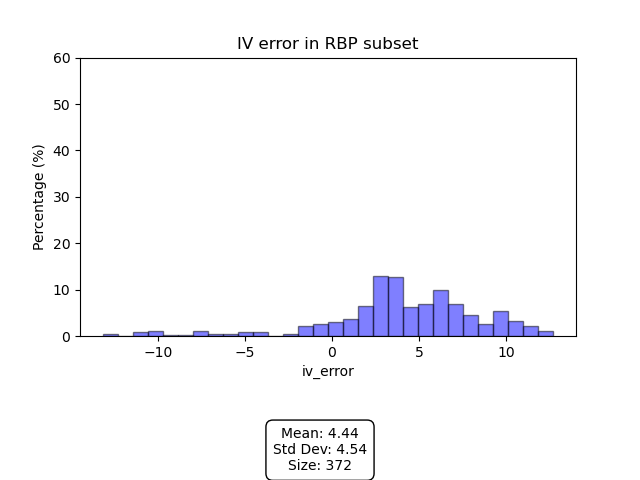 IV error in RBP subset
60
50
40
30
20
10
0
Percentage (%)
−10
−5
0
5
10
iv_error
Mean: 4.44
Std Dev: 4.54
Size: 372